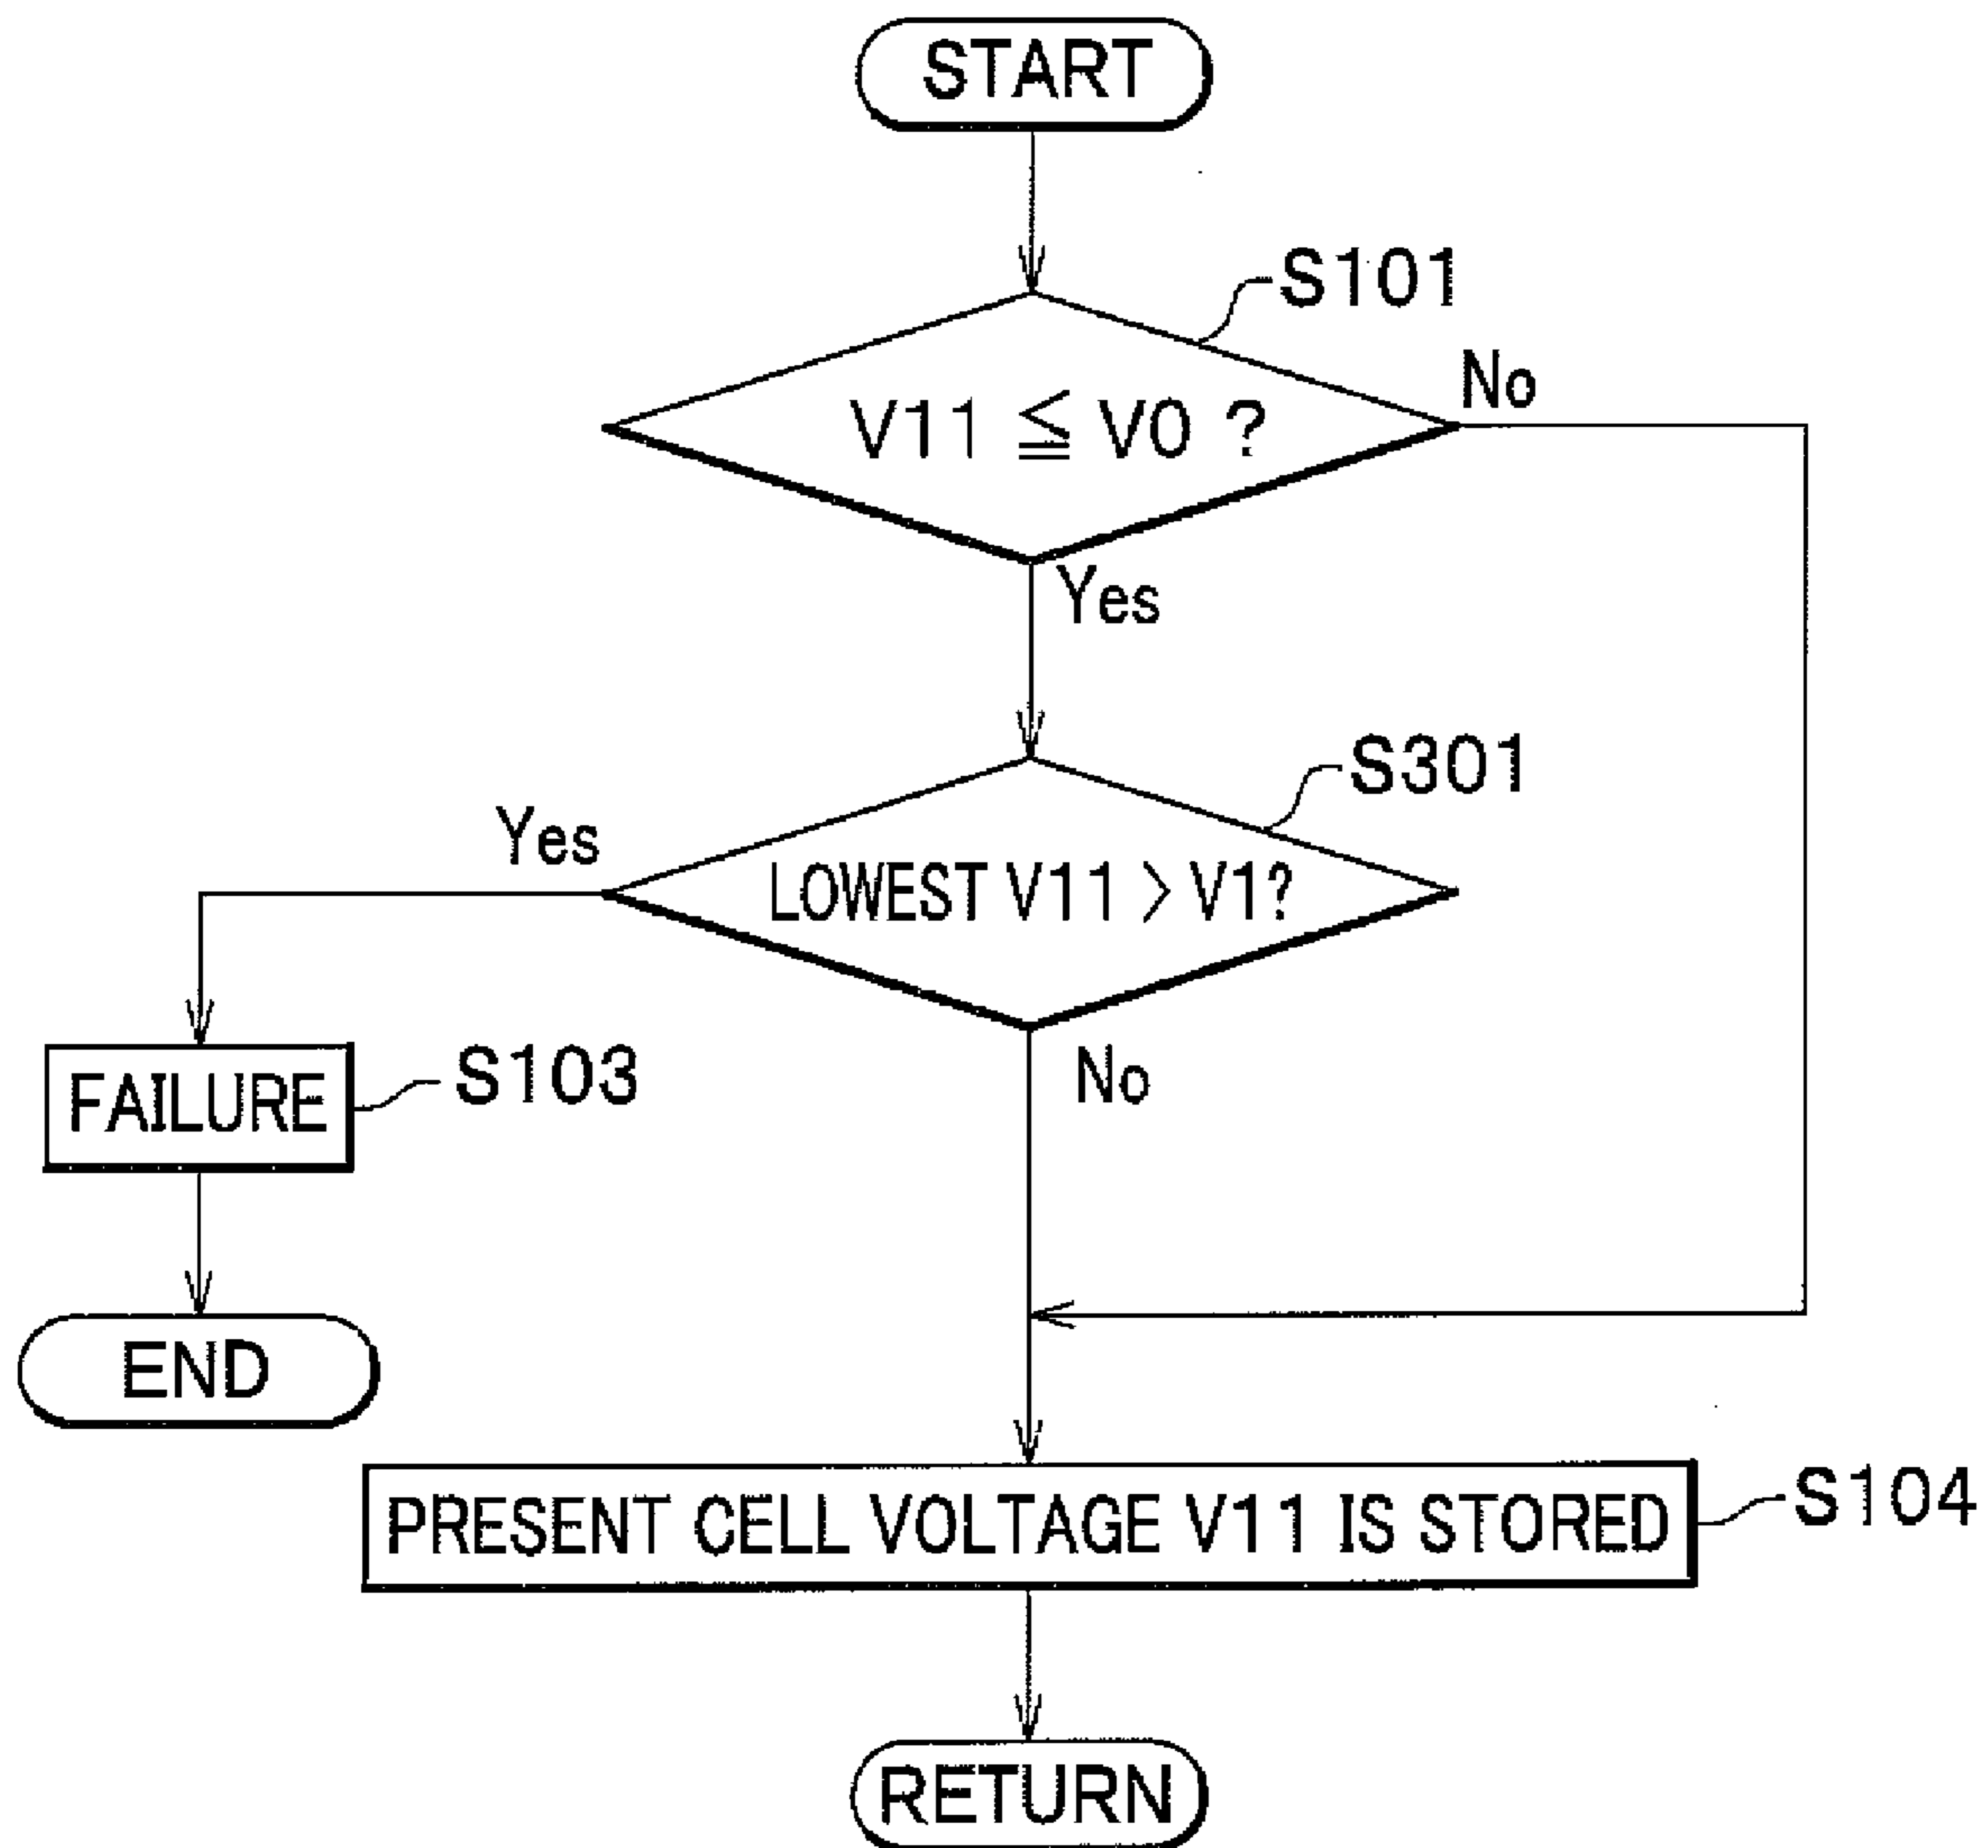 START
S101
V11 ≦ V0 ?
No
Yes
S301
Yes
LOWEST V11 > V1?
No
FAILURE
S103
END
PRESENT CELL VOLTAGE V11 IS STORED
S104
RETURN